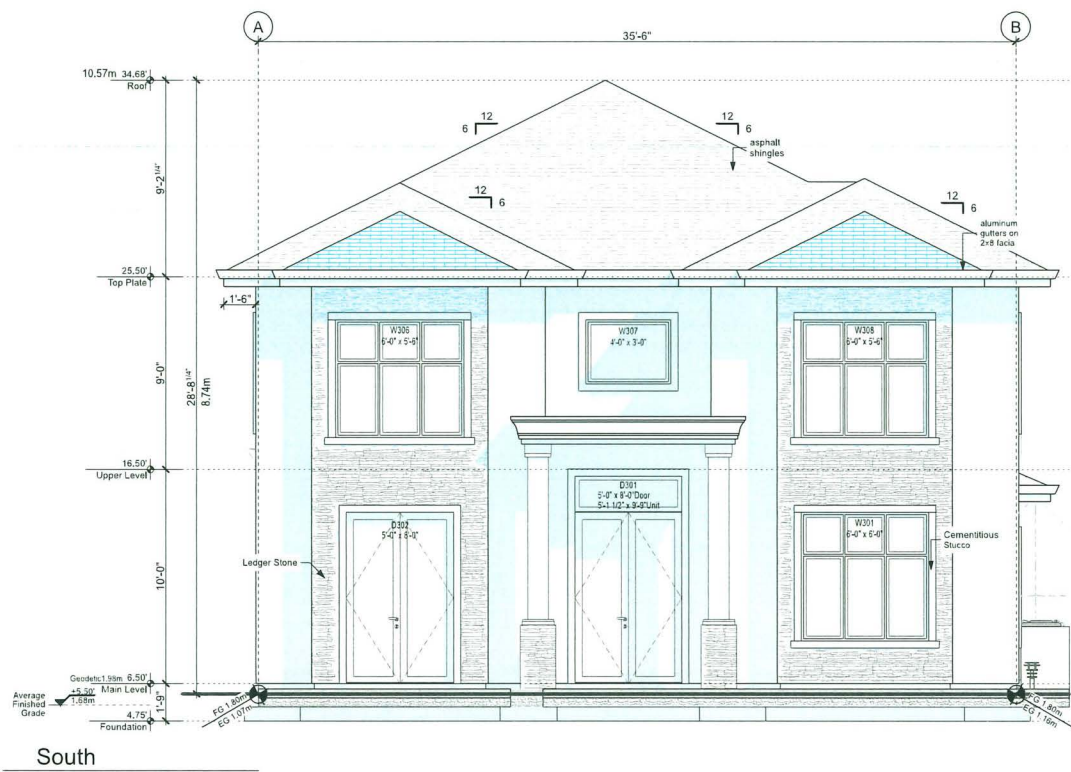 A
B
35'-6"
10.57m 34.68'
Roof
12
6
12
6
asphalt
shingles
9'-2 1/4"
12
6
12
6
aluminum
gutters on
2x8 facia
25.50'
Top Plate
1'-6"
W306
6'-0" x 5'-6"
W307
4'-0" x 3'-0"
W308
6'-0" x 5'-6"
9'-0"
28'-8 1/4"
8.74m
16.50'
Upper Level
D301
5'-0" x 8'-0"Door
5'-1 1/2" x 9'-9"Unit
D302
5'-0" x 8'-0"
W301
6'-0" x 6'-0"
Cementitious
Stucco
Ledger Stone
10'-0"
Geodetic1.98m 6.50'
Main Level
Average
Finished
Grade
+5.50'
1.68m
1'-9"
FG 1.80m
EG 1.07m
FG 1.80m
EG 1.16m
4.75'
Foundation
South